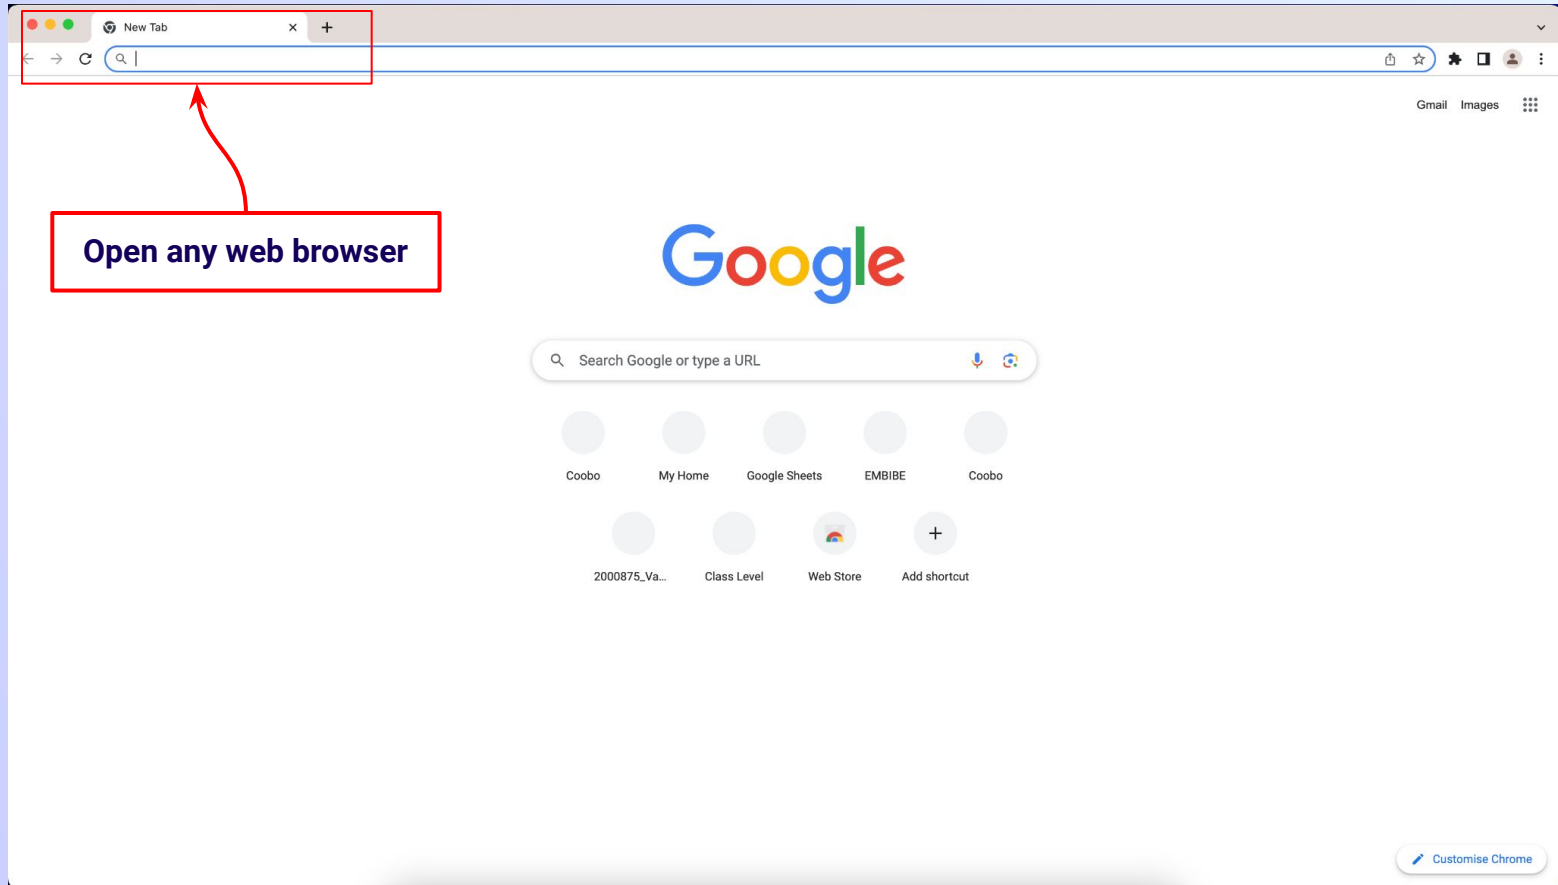 New Tab
Gmail Images
Open any web browser
Google
Search Google or type a URL
Coobo My Home Google Sheets EMBIBE Coobo
2000875_Va... Class Level Web Store Add shortcut
Customise Chrome